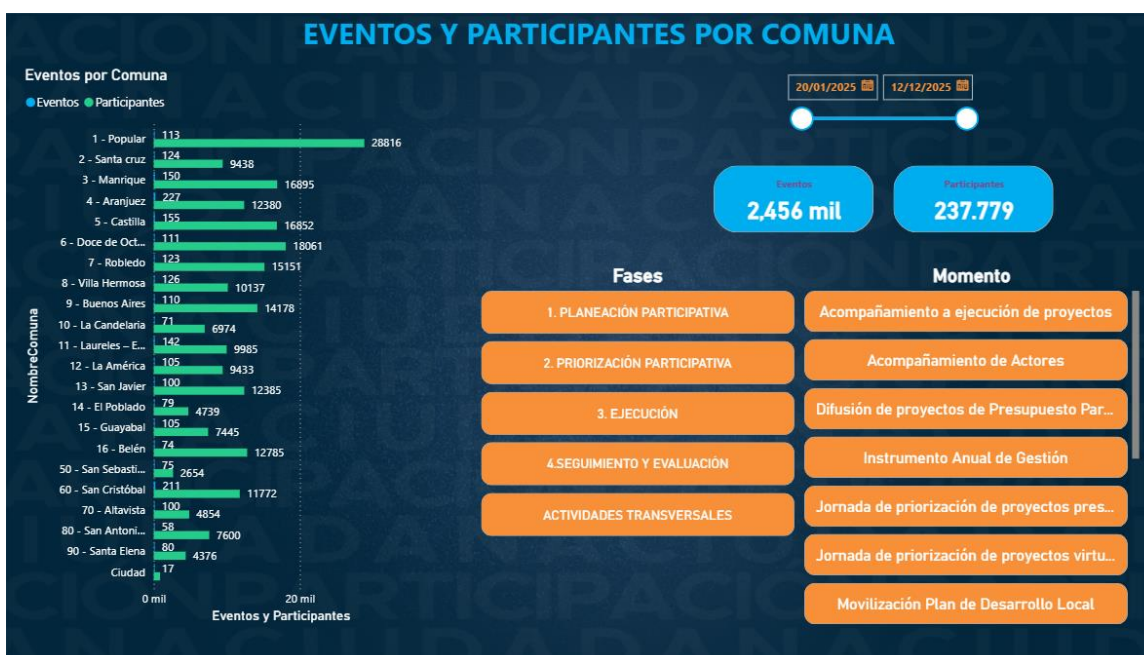 EVENTOS Y PARTICIPANTES POR COMUNA
Eventos por Comuna
Eventos Participantes
1 - Popular 113 28816
2 - Santa cruz 124 9438
3 - Manrique 150 16895
4 - Aranjuez 227 12380
5 - Castilla 155 16852
6 - Doce de Oct... 111 18061
7 - Robledo 123 15151
8 - Villa Hermosa 126 10137
9 - Buenos Aires 110 14178
10 - La Candelaria 71 6974
11 - Laureles – E... 142 9985
12 - La América 105 9433
13 - San Javier 100 12385
14 - El Poblado 79 4739
15 - Guayabal 105 7445
16 - Belén 74 12785
50 - San Sebasti... 75 2654
60 - San Cristóbal 211 11772
70 - Altavista 100 4854
80 - San Antoni... 58 7600
90 - Santa Elena 80 4376
Ciudad 17
0 mil 20 mil
Eventos y Participantes
NombreComuna
20/01/2025 12/12/2025
Eventos
2,456 mil
Participantes
237.779
Fases
1. PLANEACIÓN PARTICIPATIVA
2. PRIORIZACIÓN PARTICIPATIVA
3. EJECUCIÓN
4.SEGUIMIENTO Y EVALUACIÓN
ACTIVIDADES TRANSVERSALES
Momento
Acompañamiento a ejecución de proyectos
Acompañamiento de Actores
Difusión de proyectos de Presupuesto Par...
Instrumento Anual de Gestión
Jornada de priorización de proyectos pres...
Jornada de priorización de proyectos virtu...
Movilización Plan de Desarrollo Local